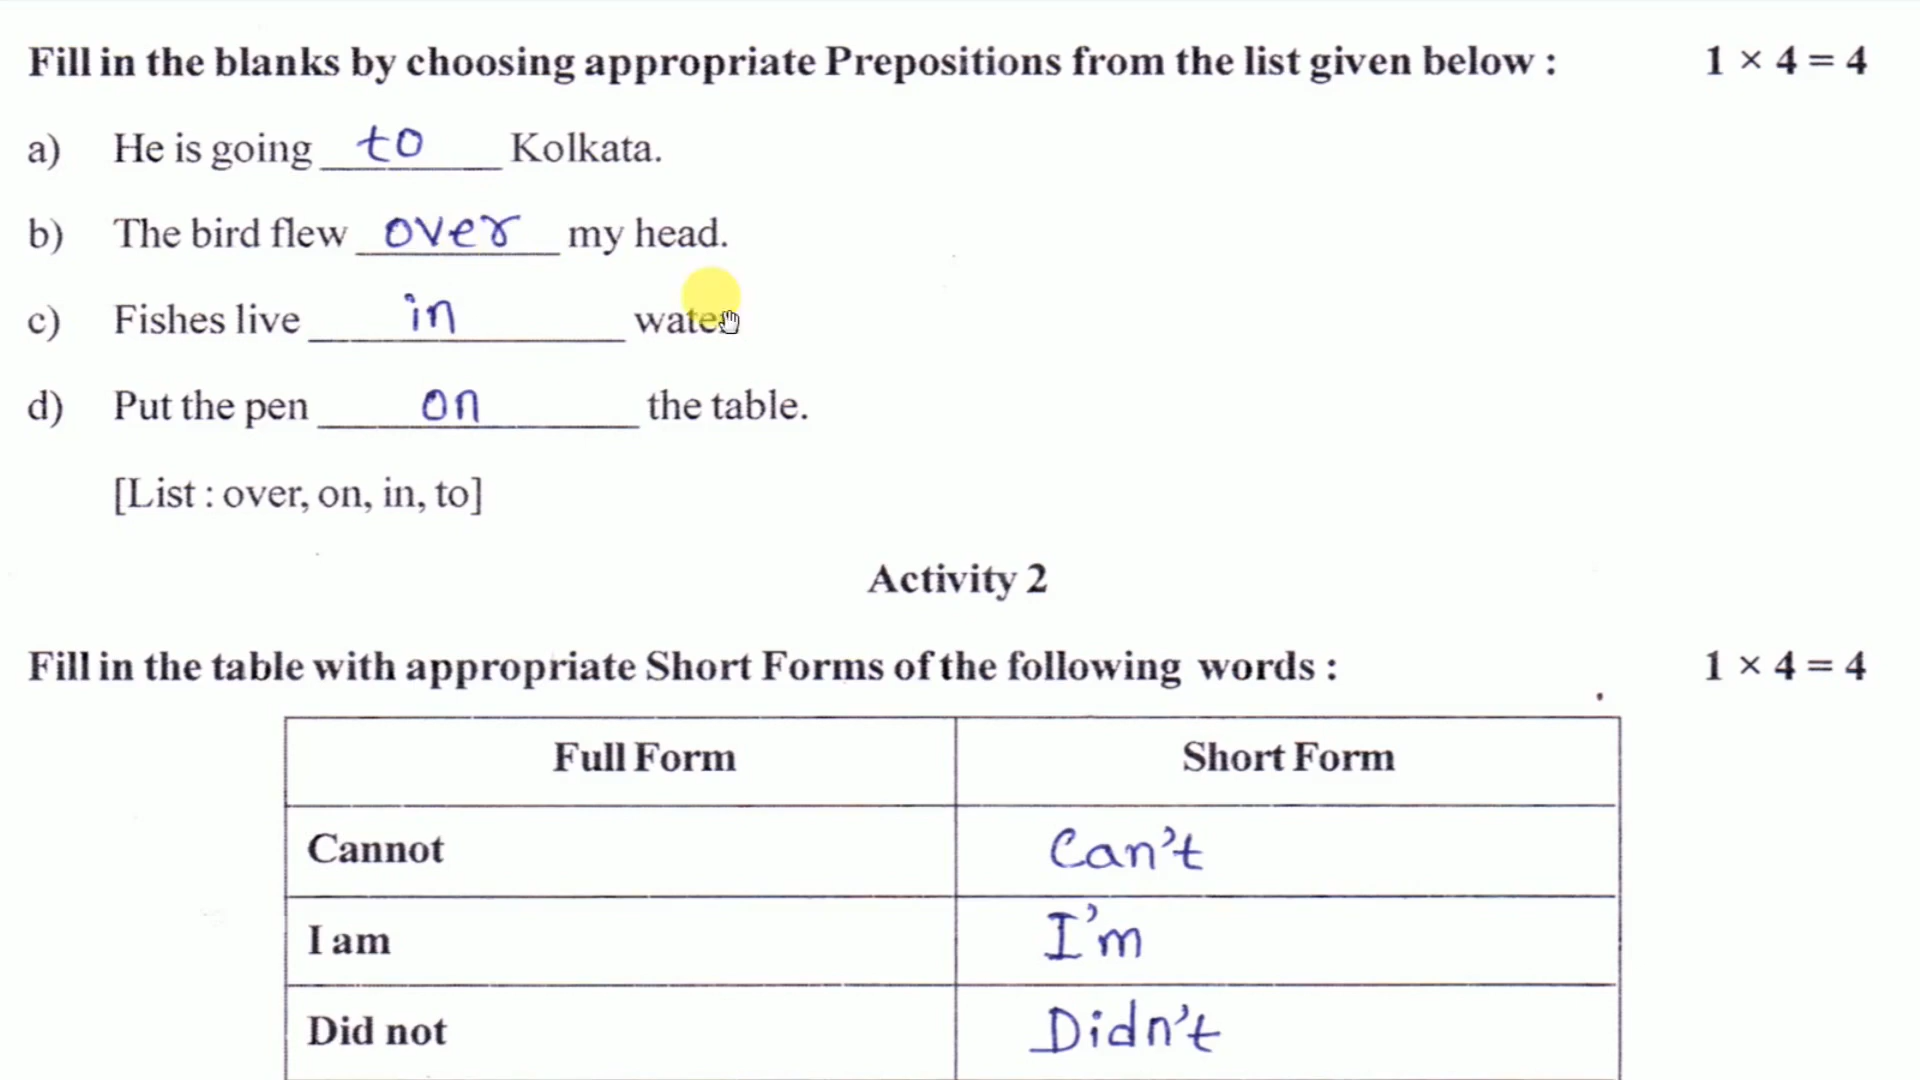 Fill in the blanks by choosing appropriate Prepositions from the list given below : 1 × 4 = 4
a) He is going to Kolkata.
b) The bird flew over my head.
c) Fishes live in water
d) Put the pen on the table.
[List : over, on, in, to]
Activity 2
Fill in the table with appropriate Short Forms of the following words : 1 × 4 = 4
Full Form Short Form
Cannot Can't
I am I'm
Did not Didn't